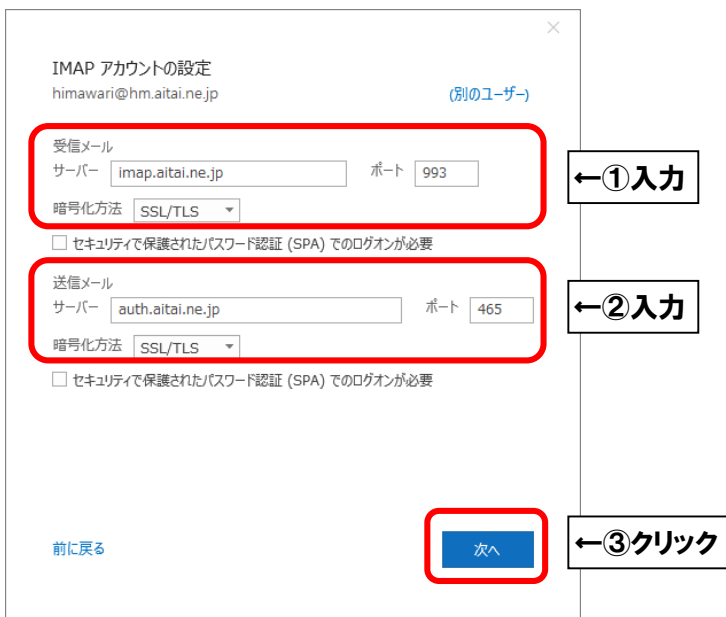 IMAP アカウントの設定
himawari@hm.aitai.ne.jp (別のユーザー)
受信メール
サーバー imap.aitai.ne.jp ポート 993
←①入力
暗号化方法 SSL/TLS
セキュリティで保護されたパスワード認証 (SPA) でのログオンが必要
送信メール
サーバー auth.aitai.ne.jp ポート 465
←②入力
暗号化方法 SSL/TLS
セキュリティで保護されたパスワード認証 (SPA) でのログオンが必要
前に戻る 次へ
←③クリック